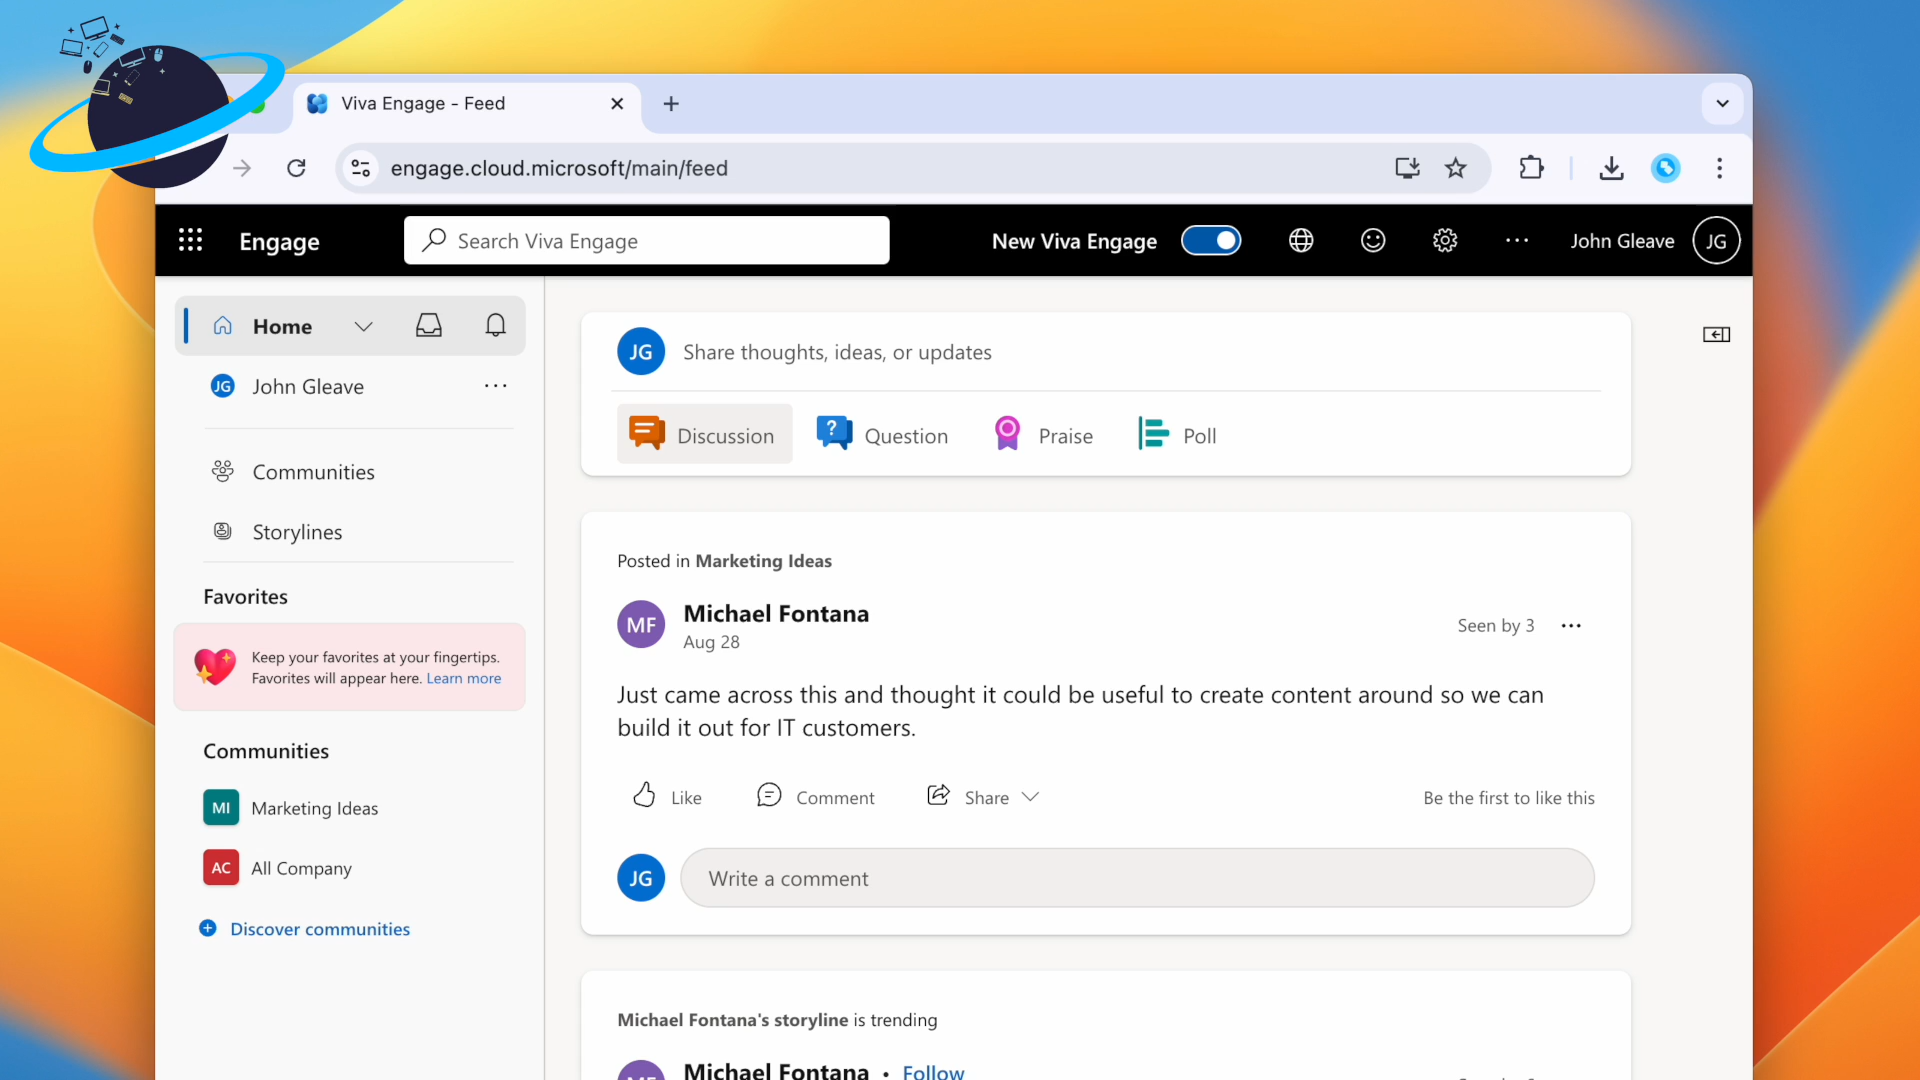 Viva Engage - Feed
engage.cloud.microsoft/main/feed
Engage
Search Viva Engage
New Viva Engage
John Gleave
JG
Home
JG
John Gleave
Communities
Storylines
Favorites
Keep your favorites at your fingertips.
Favorites will appear here. Learn more
Communities
MI
Marketing Ideas
AC
All Company
Discover communities
JG
Share thoughts, ideas, or updates
Discussion
Question
Praise
Poll
Posted in Marketing Ideas
MF
Michael Fontana
Aug 28
Seen by 3
Just came across this and thought it could be useful to create content around so we can
build it out for IT customers.
Like
Comment
Share
Be the first to like this
JG
Write a comment
Michael Fontana's storyline is trending
Michael Fontana • Follow